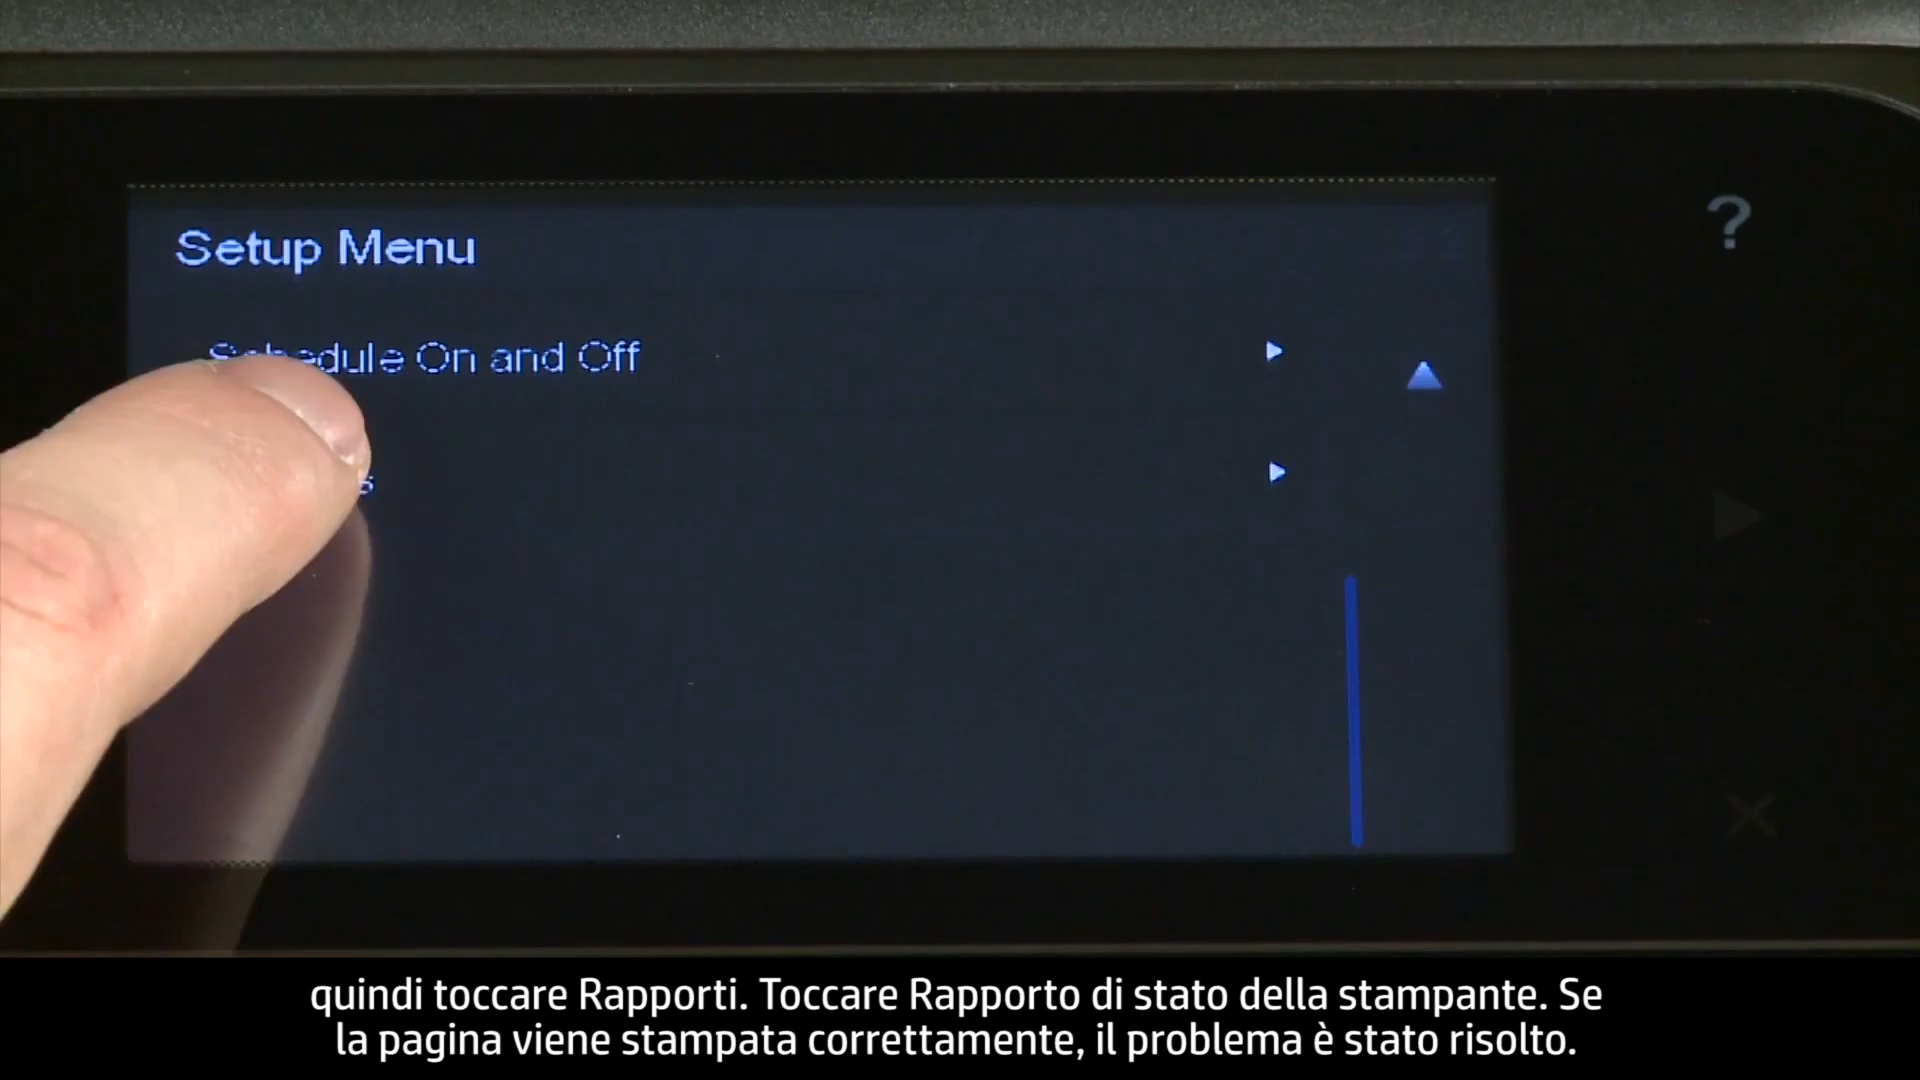 Setup Menu
?
Schedule On and Off
quindi toccare Rapporti. Toccare Rapporto di stato della stampante. Se
la pagina viene stampata correttamente, il problema è stato risolto.